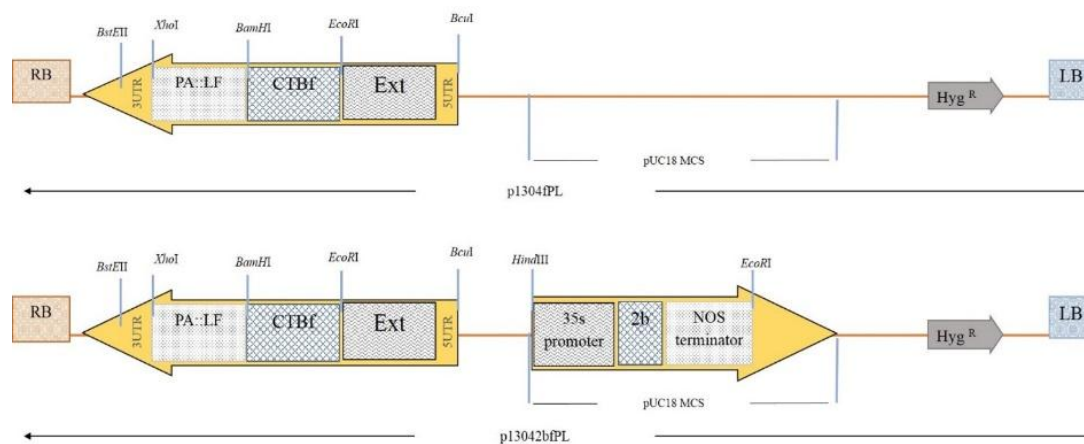 BstEII XhoI BamHI EcoRI BcuI
RB 3UTR PA::LF CTBf Ext 5UTR Hyg R LB
pUC18 MCS
p1304fPL
BstEII XhoI BamHI EcoRI BcuI HindIII EcoRI
RB 3UTR PA::LF CTBf Ext 5UTR 35s promoter 2b NOS terminator Hyg R LB
pUC18 MCS
p13042bfPL